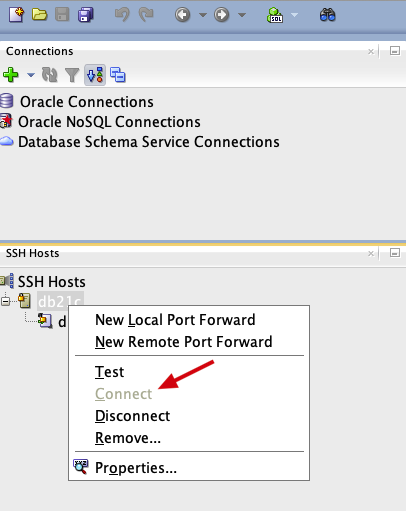 SQL
Connections
Oracle Connections
Oracle NoSQL Connections
Database Schema Service Connections
SSH Hosts
SSH Hosts
db21c
d
New Local Port Forward
New Remote Port Forward
Test
Connect
Disconnect
Remove...
Properties...